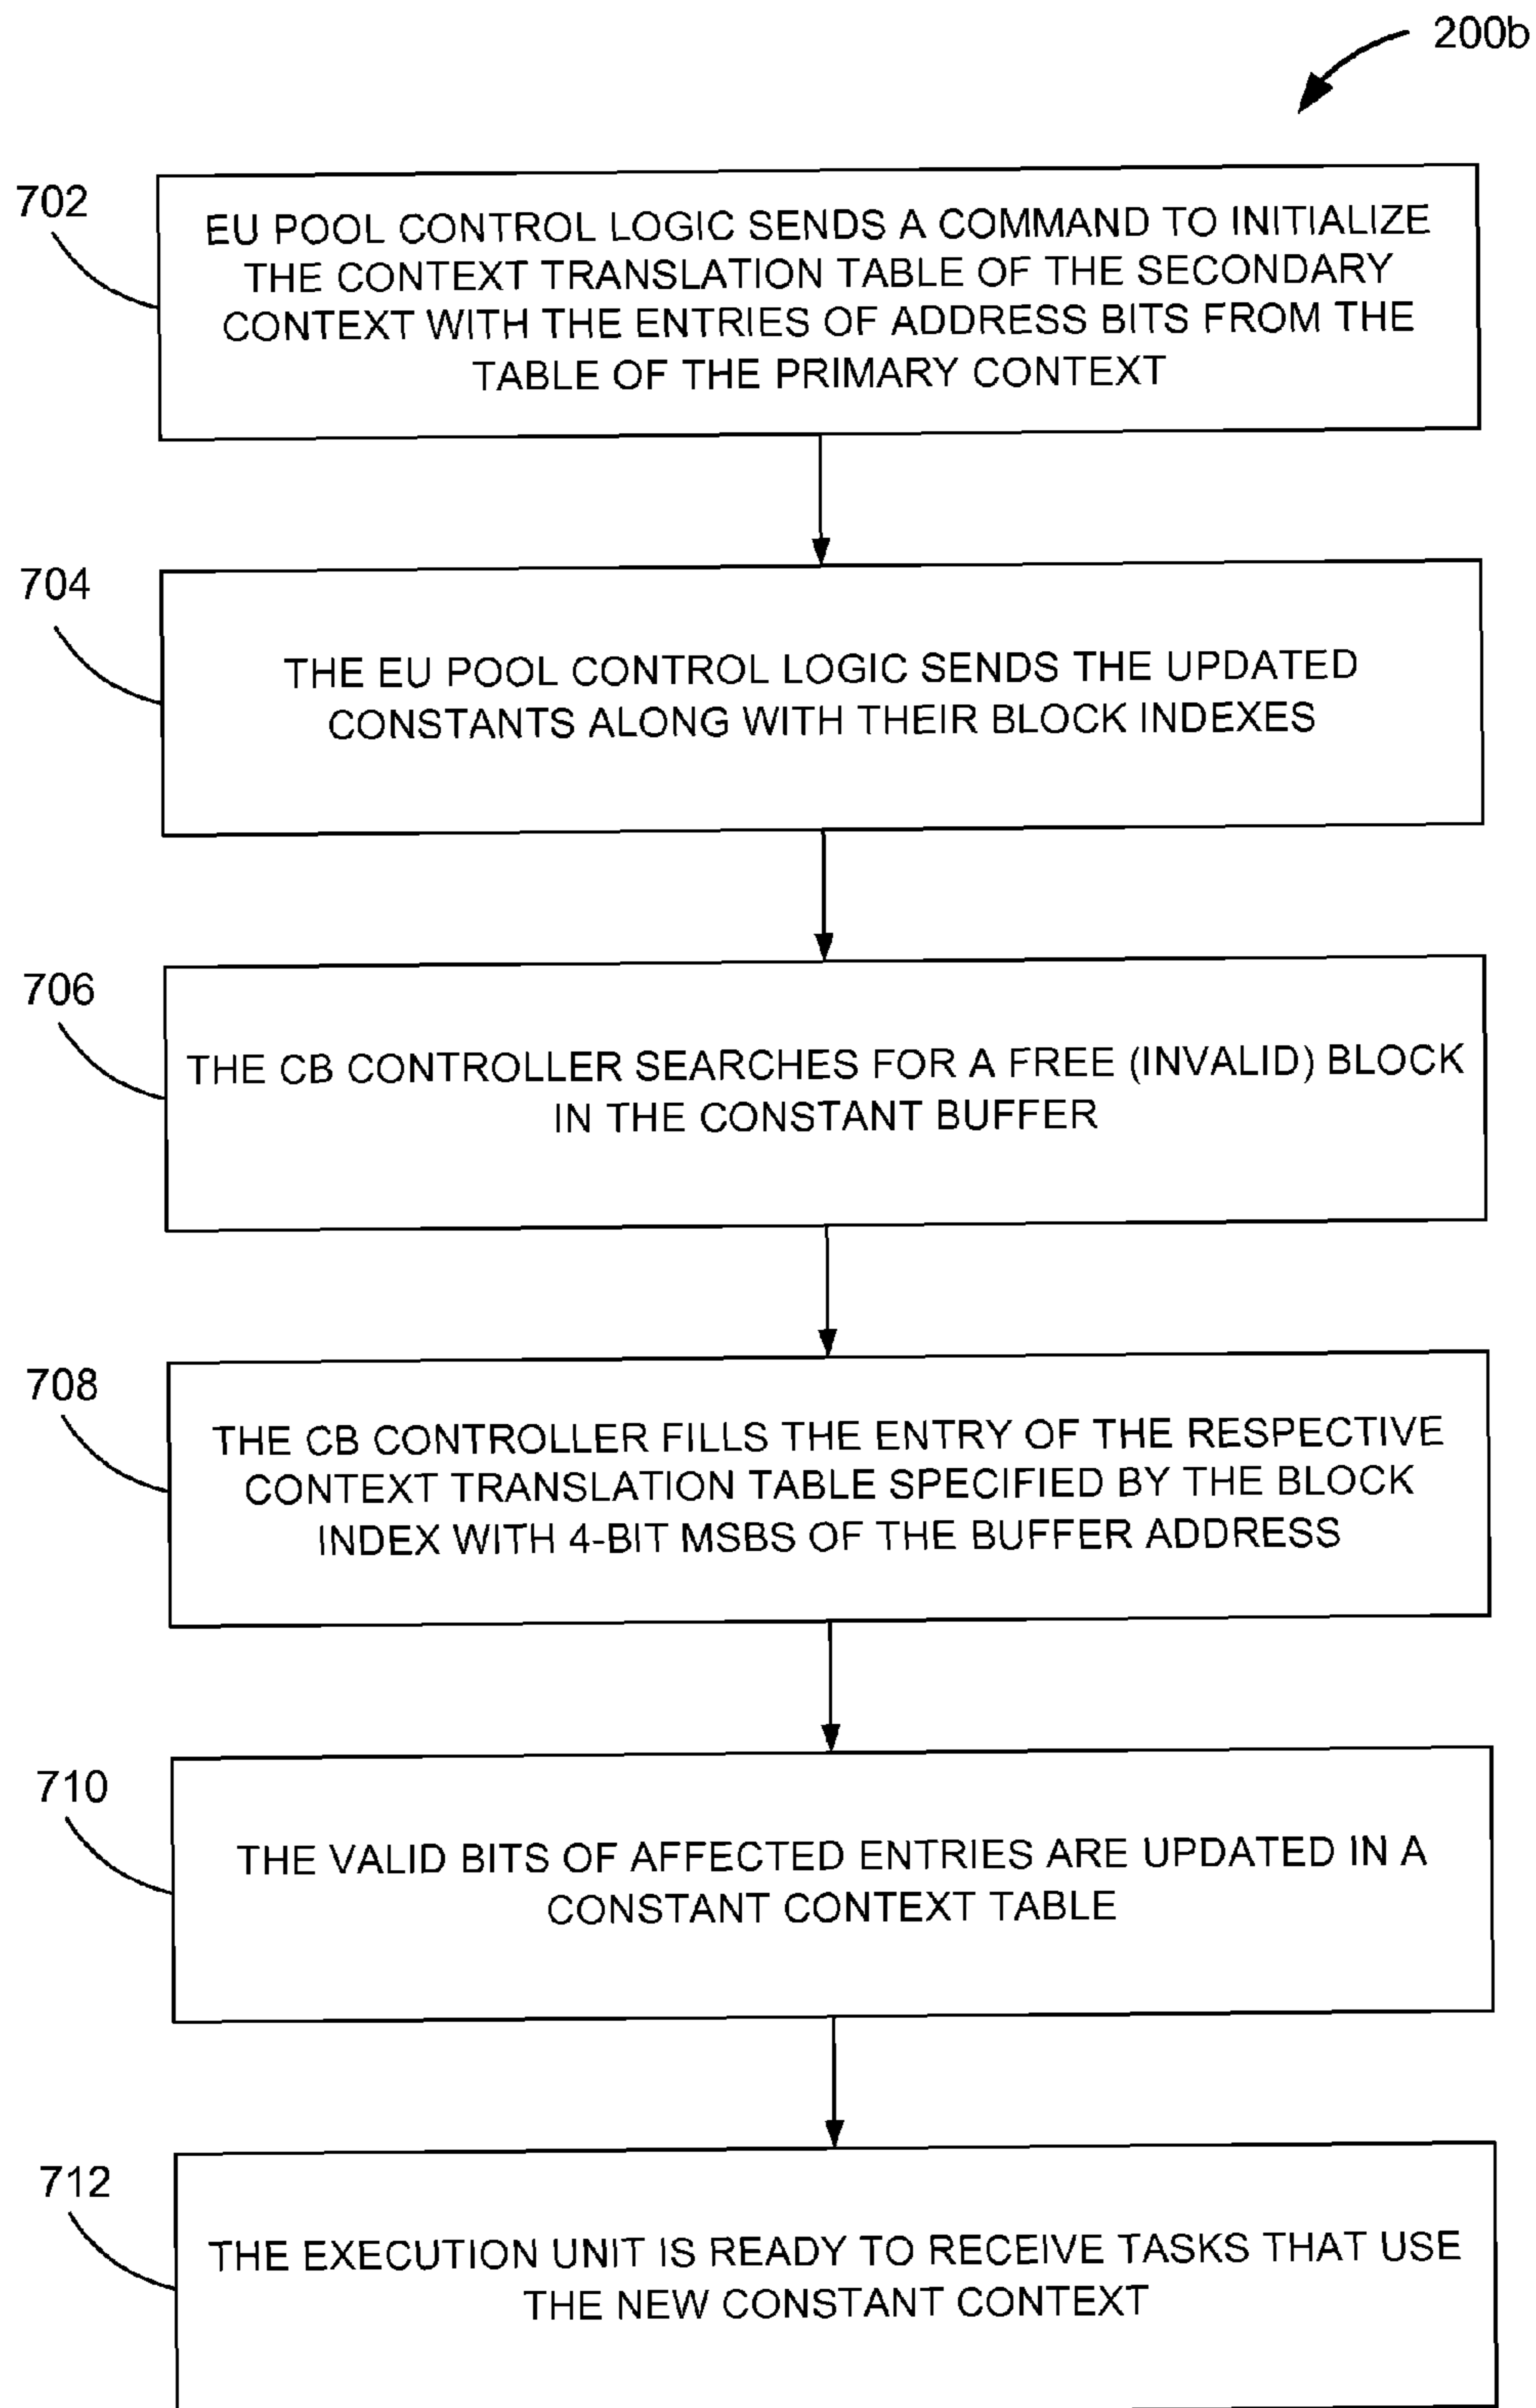 200b
702
EU POOL CONTROL LOGIC SENDS A COMMAND TO INITIALIZE
THE CONTEXT TRANSLATION TABLE OF THE SECONDARY
CONTEXT WITH THE ENTRIES OF ADDRESS BITS FROM THE
TABLE OF THE PRIMARY CONTEXT
704
THE EU POOL CONTROL LOGIC SENDS THE UPDATED
CONSTANTS ALONG WITH THEIR BLOCK INDEXES
706
THE CB CONTROLLER SEARCHES FOR A FREE (INVALID) BLOCK
IN THE CONSTANT BUFFER
708
THE CB CONTROLLER FILLS THE ENTRY OF THE RESPECTIVE
CONTEXT TRANSLATION TABLE SPECIFIED BY THE BLOCK
INDEX WITH 4-BIT MSBS OF THE BUFFER ADDRESS
710
THE VALID BITS OF AFFECTED ENTRIES ARE UPDATED IN A
CONSTANT CONTEXT TABLE
712
THE EXECUTION UNIT IS READY TO RECEIVE TASKS THAT USE
THE NEW CONSTANT CONTEXT